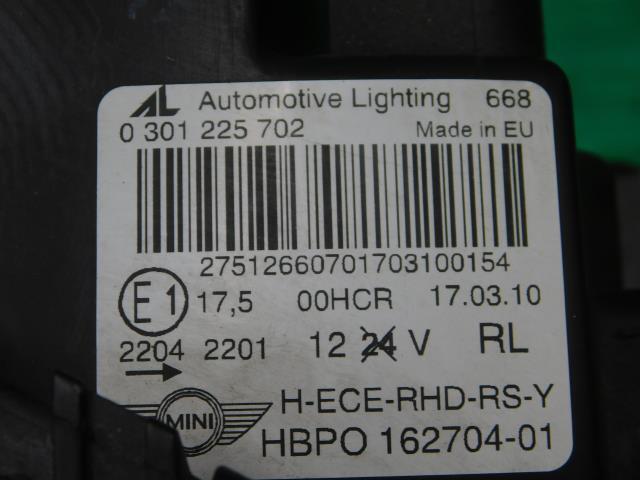 AL Automotive Lighting 668
0 301 225 702 Made in EU
27512660701703100154
E1 17,5 00HCR 17.03.10
2204 2201 12 24 V RL
H-ECE-RHD-RS-Y
MINI HBPO 162704-01